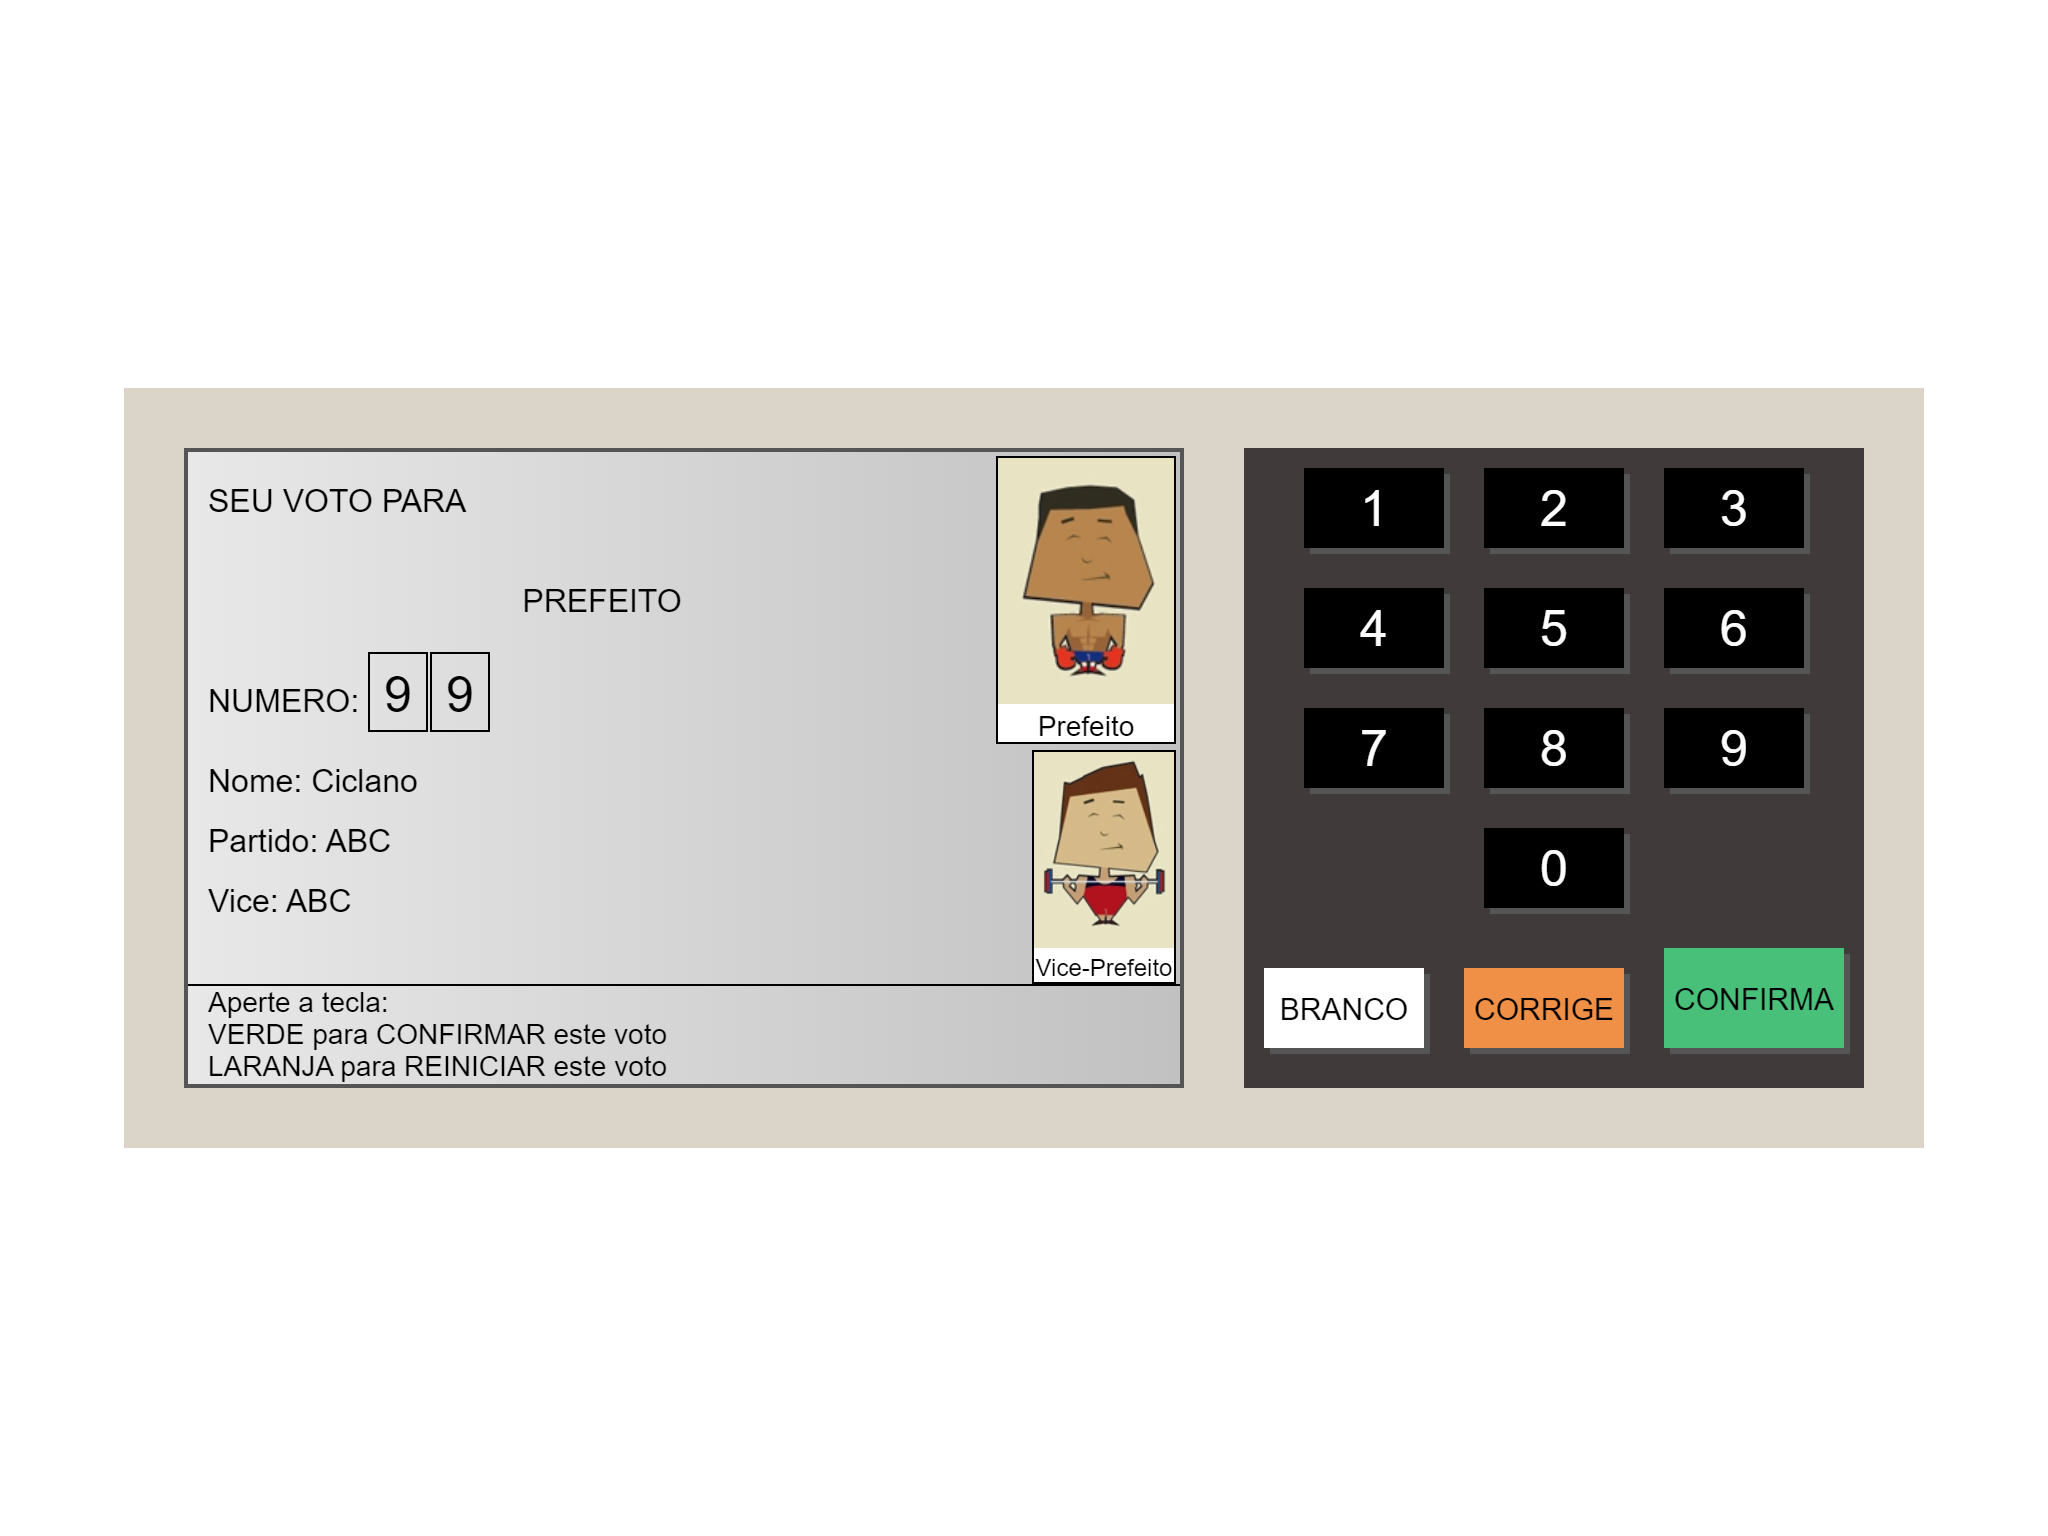 SEU VOTO PARA
PREFEITO
NUMERO: 9 9
Nome: Ciclano
Partido: ABC
Vice: ABC
Prefeito
Vice-Prefeito
Aperte a tecla:
VERDE para CONFIRMAR este voto
LARANJA para REINICIAR este voto
1 2 3
4 5 6
7 8 9
0
BRANCO CORRIGE CONFIRMA